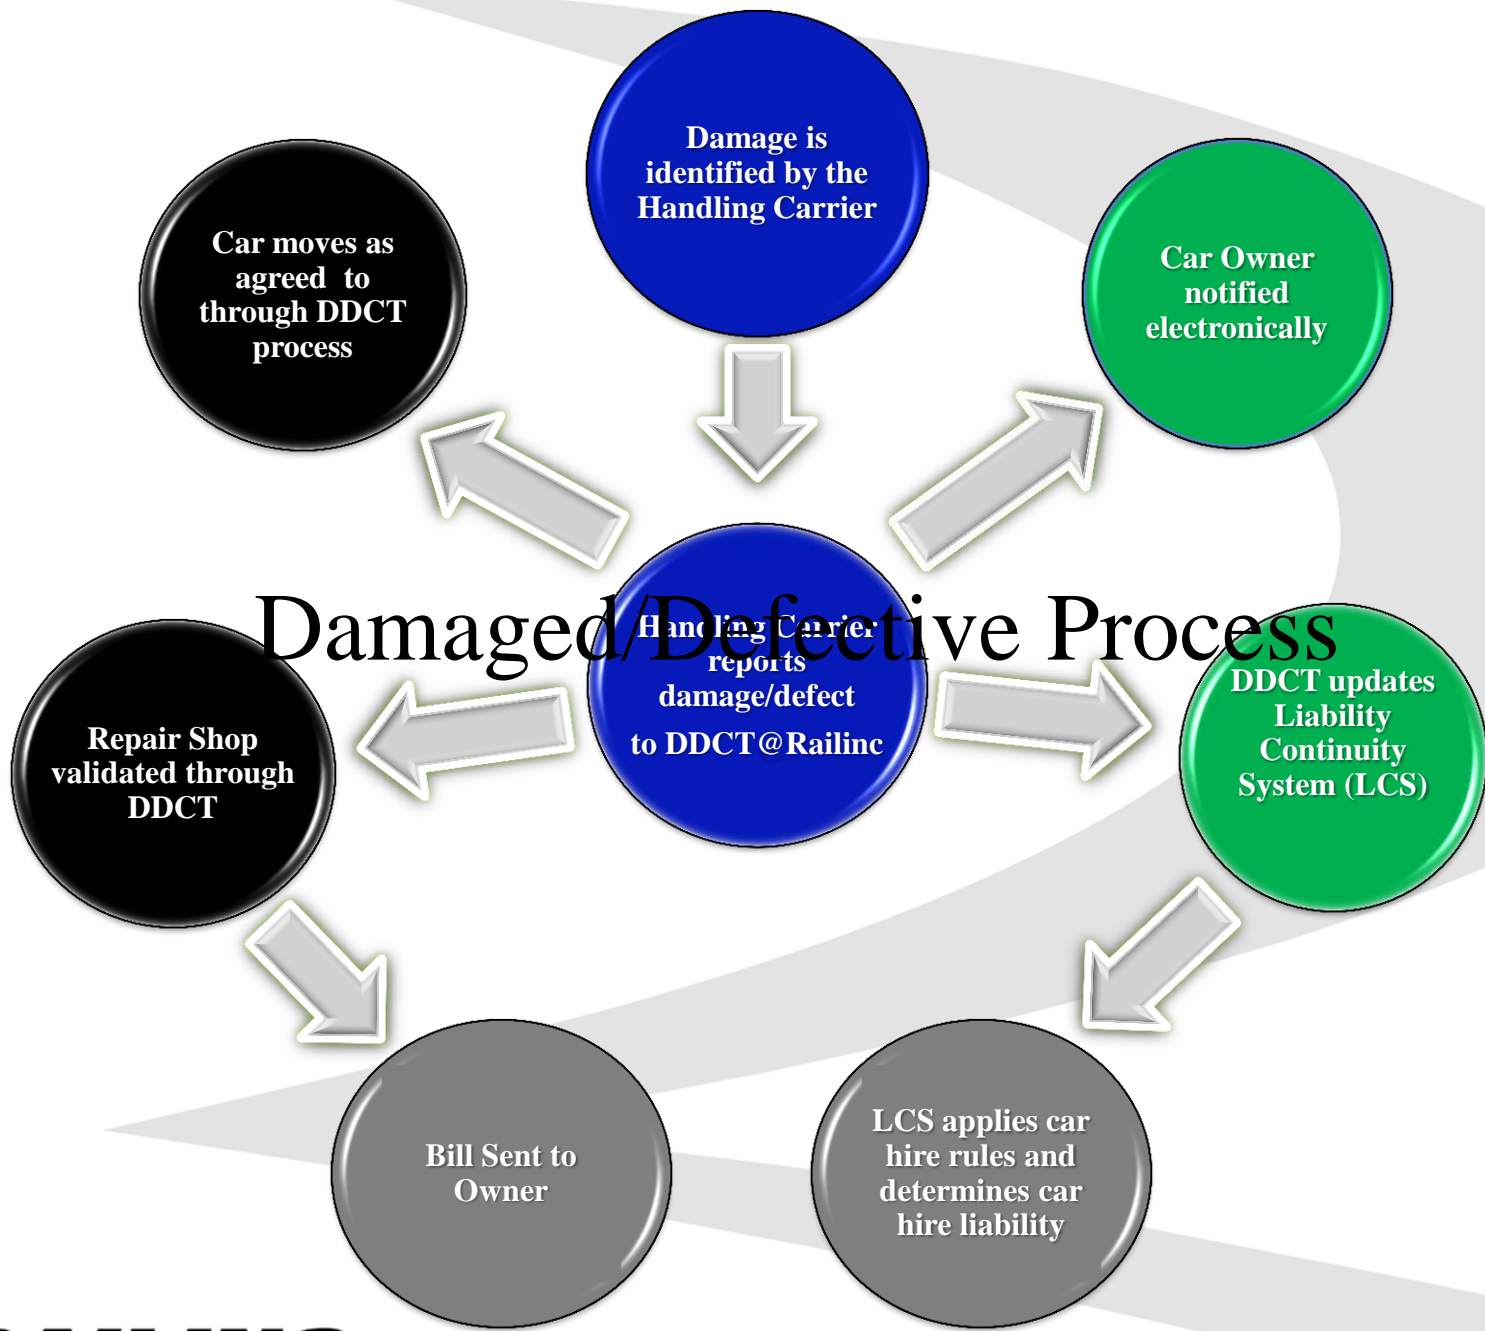 Damage is
identified by the
Handling Carrier
Car moves as
agreed to
through DDCT
process
Car Owner
notified
electronically
Damaged/Defective Process
Handling Carrier
reports
damage/defect
to DDCT@Railinc
DDCT updates
Liability
Continuity
System (LCS)
Repair Shop
validated through
DDCT
Bill Sent to
Owner
LCS applies car
hire rules and
determines car
hire liability